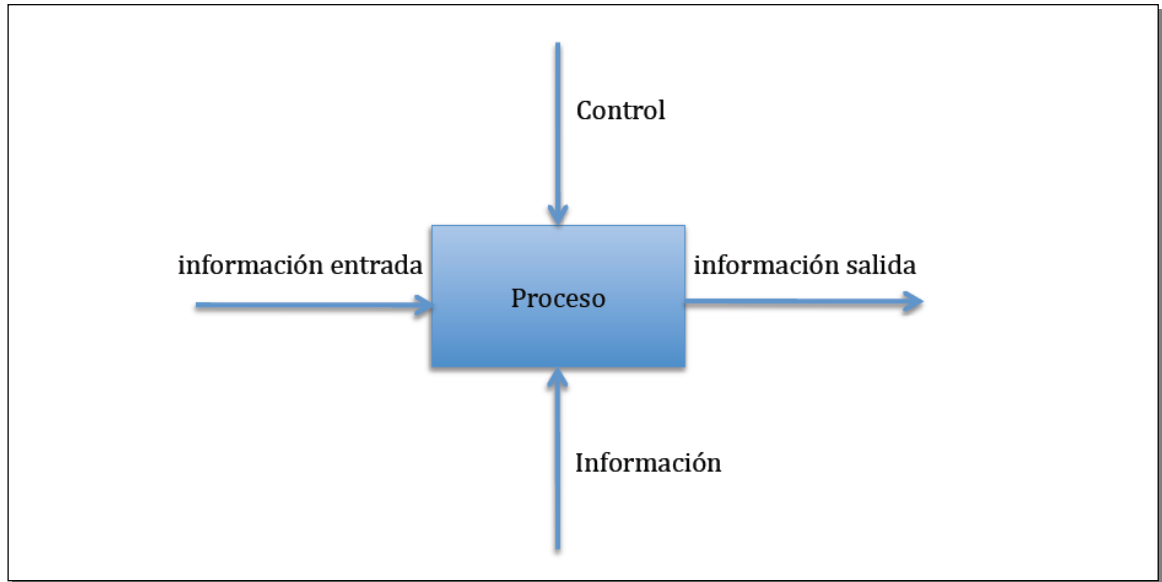 Control
información entrada
Proceso
información salida
Información